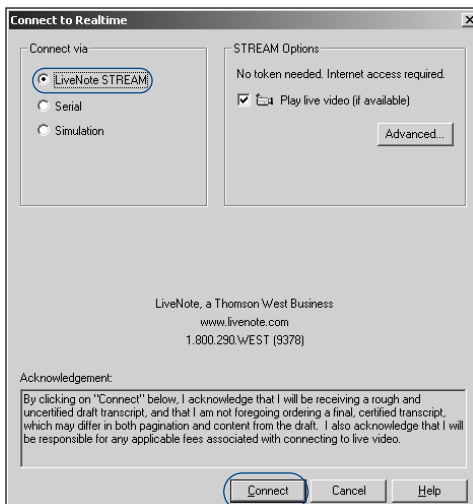 Connect to Realtime
Connect via
LiveNote STREAM
Serial
Simulation
STREAM Options
No token needed. Internet access required.
Play live video (if available)
Advanced...
LiveNote, a Thomson West Business
www.livenote.com
1.800.290.WEST (9378)
Acknowledgement:
By clicking on "Connect" below, I acknowledge that I will be receiving a rough and
uncertified draft transcript, and that I am not foregoing ordering a final, certified transcript,
which may differ in both pagination and content from the draft. I also acknowledge that I will
be responsible for any applicable fees associated with connecting to live video.
Connect
Cancel
Help